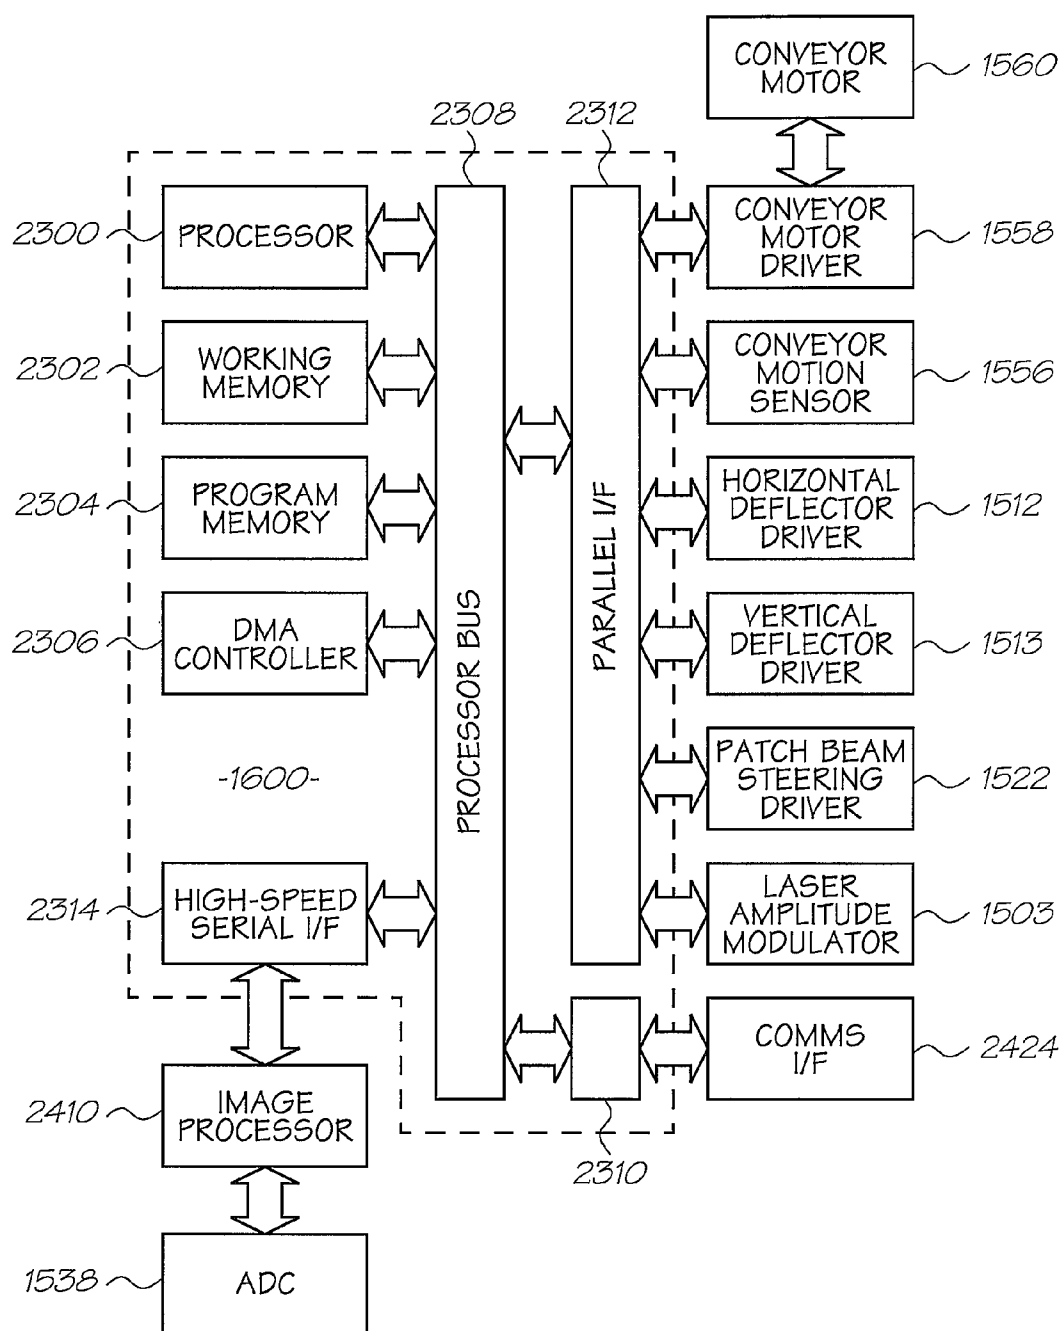 CONVEYOR
MOTOR
1560
2308
2312
2300
PROCESSOR
CONVEYOR
MOTOR
DRIVER
1558
2302
WORKING
MEMORY
CONVEYOR
MOTION
SENSOR
1556
2304
PROGRAM
MEMORY
HORIZONTAL
DEFLECTOR
DRIVER
1512
2306
DMA
CONTROLLER
PROCESSOR BUS
PARALLEL I/F
VERTICAL
DEFLECTOR
DRIVER
1513
-1600-
PATCH BEAM
STEERING
DRIVER
1522
2314
HIGH-SPEED
SERIAL I/F
LASER
AMPLITUDE
MODULATOR
1503
COMMS
I/F
2424
2410
IMAGE
PROCESSOR
2310
1538
ADC